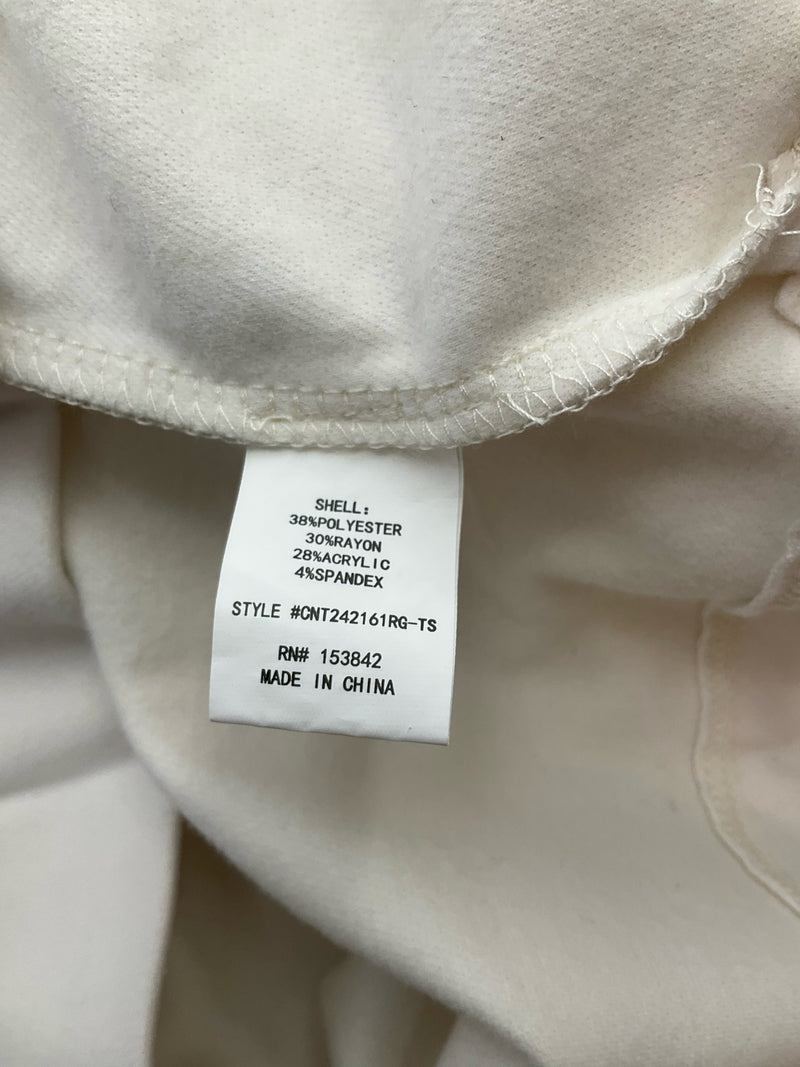 SHELL:
38%POLYESTER
30%RAYON
28%ACRYLIC
4%SPANDEX
STYLE #CNT242161RG-TS
RN# 153842
MADE IN CHINA